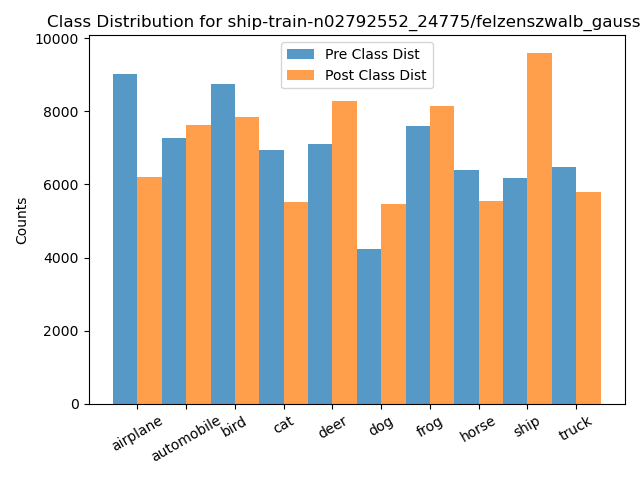 Class Distribution for ship-train-n02792552_24775/felzenszwalb_gauss
Pre Class Dist
Post Class Dist
10000
8000
6000
4000
2000
0
Counts
airplane
automobile
bird
cat
deer
dog
frog
horse
ship
truck